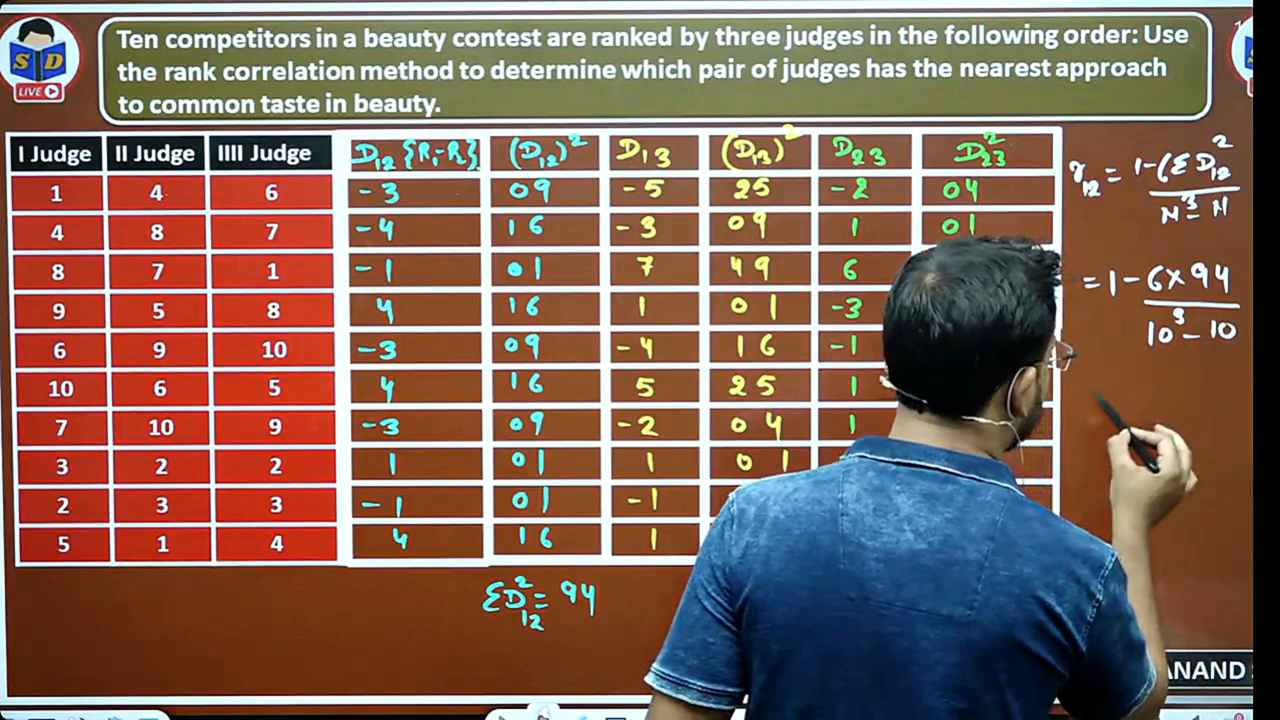 S D
LIVE
Ten competitors in a beauty contest are ranked by three judges in the following order: Use
the rank correlation method to determine which pair of judges has the nearest approach
to common taste in beauty.
I Judge II Judge IIII Judge D12 {R1-R2} (D12)² D13 (D13)² D23 D23²
1 4 6 -3 09 -5 25 -2 04
4 8 7 -4 16 -3 09 1 01
8 7 1 -1 01 7 49 6
9 5 8 4 16 1 01 -3
6 9 10 -3 09 -4 16 -1
10 6 5 4 16 5 25 1
7 10 9 -3 09 -2 04 1
3 2 2 1 01 1 01
2 3 3 -1 01 -1
5 1 4 4 16 1
ΣD12² = 94
r12 = 1-6ΣD12²
N³-N
= 1 - 6×94
10³-10
ANAND